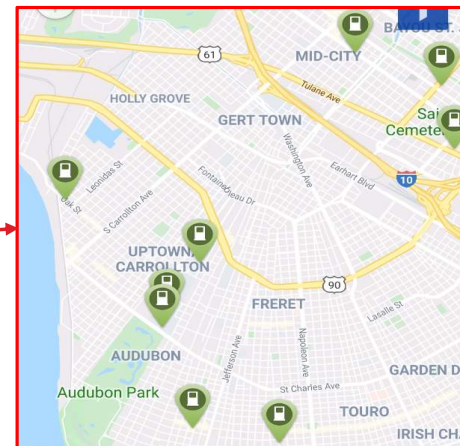 BAYOU ST.
61
MID-CITY
Tulane Ave
HOLLY GROVE
GERT TOWN
Cemete
Washington Ave
Earhart Blvd
10
Leonidas St
Oak St
Fontainebleau Dr
S Carrollton Ave
UPTOWN/
CARROLLTON
90
FRERET
Lasalle St
Jefferson Ave
Napoleon Ave
AUDUBON
GARDEN D
St Charles Ave
Audubon Park
TOURO
IRISH CHA